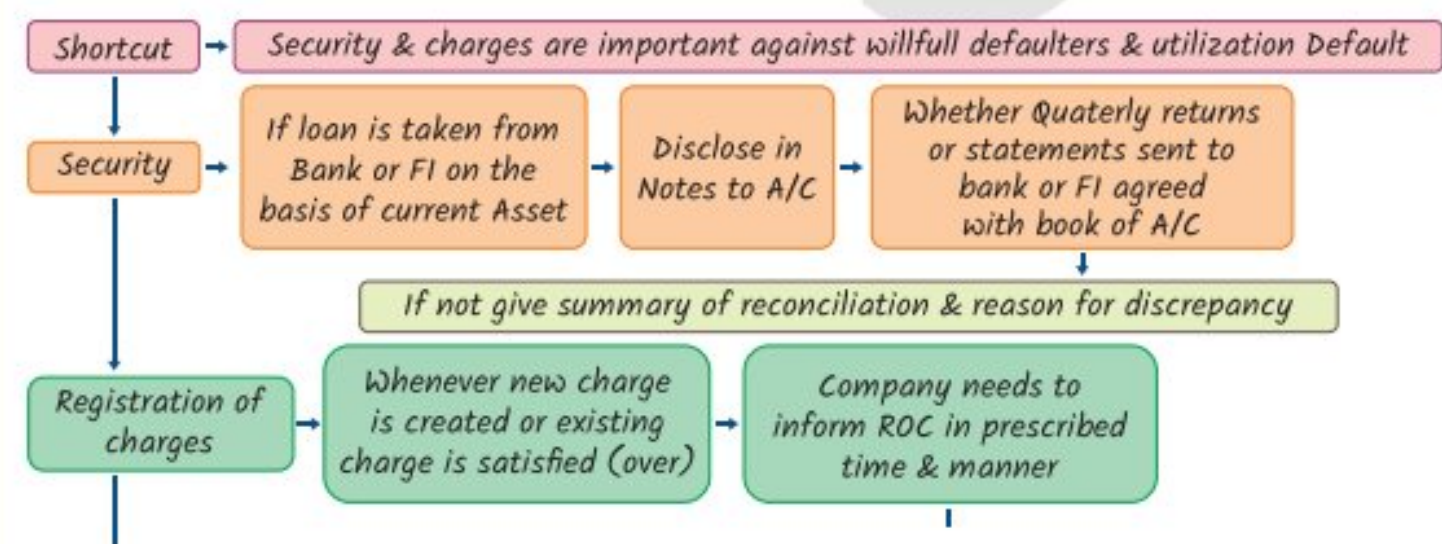 Shortcut
Security & charges are important against willfull defaulters & utilization Default
Security
If loan is taken from
Bank or FI on the
basis of current Asset
Disclose in
Notes to A/C
Whether Quaterly returns
or statements sent to
bank or FI agreed
with book of A/C
If not give summary of reconciliation & reason for discrepancy
Registration of
charges
Whenever new charge
is created or existing
charge is satisfied (over)
Company needs to
inform ROC in prescribed
time & manner